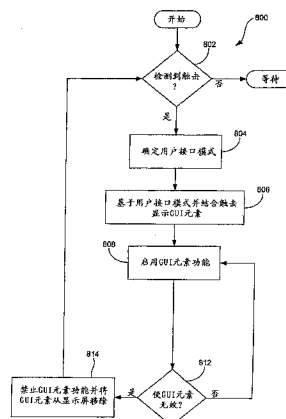 开始
800
802
检测到触击
?
否
等待
是
确定用户接口模式
804
基于用户接口模式并结合触击
显示GUI元素
806
808
启用GUI元素功能
814
禁止GUI元素功能并将
GUI元素从显示屏移除
是
812
使GUI元素
无效?
否